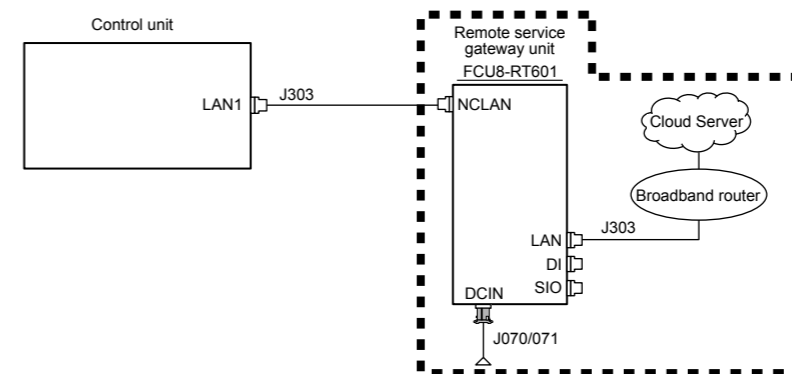 Control unit
Remote service
gateway unit
FCU8-RT601
LAN1
J303
NCLAN
Cloud Server
Broadband router
J303
LAN
DI
SIO
DCIN
J070/071